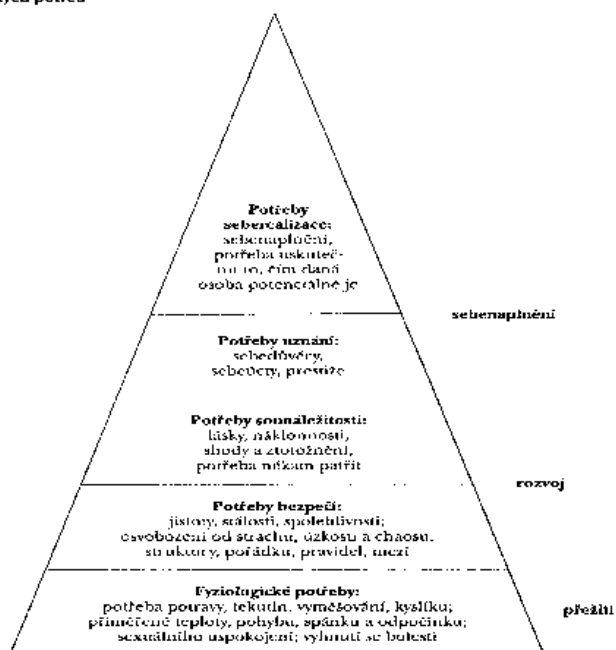 Potřeby
seberealizace:
sebenaplnění,
potřeba uskuteč-
nit to, čím daná
osoba potenciálně je
sebenaplnění
Potřeby uznání:
sebedůvěry,
sebeúcty, prestiže
Potřeby sounáležitosti:
lásky, náklonnosti,
shody a ztotožnění,
potřeba někam patřit
rozvoj
Potřeby bezpečí:
jistoty, stálosti, spolehlivosti;
osvobození od strachu, úzkosti a chaosu,
struktury, pořádku, pravidel, mezí
Fyziologické potřeby:
potřeba potravy, tekutin, vyměšování, kyslíku;
přiměřené teploty, pohybu, spánku a odpočinku;
sexuálního uspokojení; vyhnutí se bolesti
přežití